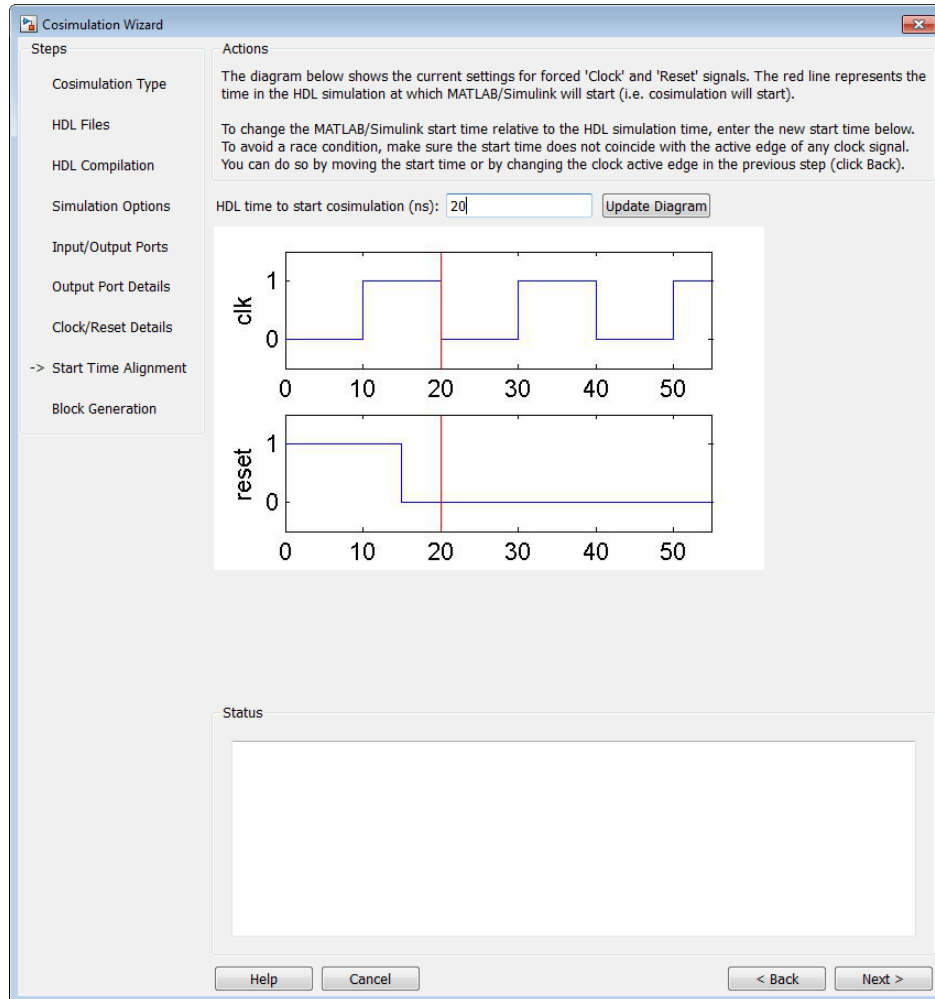 Cosimulation Wizard
Steps
Cosimulation Type
HDL Files
HDL Compilation
Simulation Options
Input/Output Ports
Output Port Details
Clock/Reset Details
-> Start Time Alignment
Block Generation
Actions
The diagram below shows the current settings for forced 'Clock' and 'Reset' signals. The red line represents the
time in the HDL simulation at which MATLAB/Simulink will start (i.e. cosimulation will start).
To change the MATLAB/Simulink start time relative to the HDL simulation time, enter the new start time below.
To avoid a race condition, make sure the start time does not coincide with the active edge of any clock signal.
You can do so by moving the start time or by changing the clock active edge in the previous step (click Back).
HDL time to start cosimulation (ns): 20 Update Diagram
clk
1
0
0 10 20 30 40 50
reset
1
0
0 10 20 30 40 50
Status
Help Cancel < Back Next >